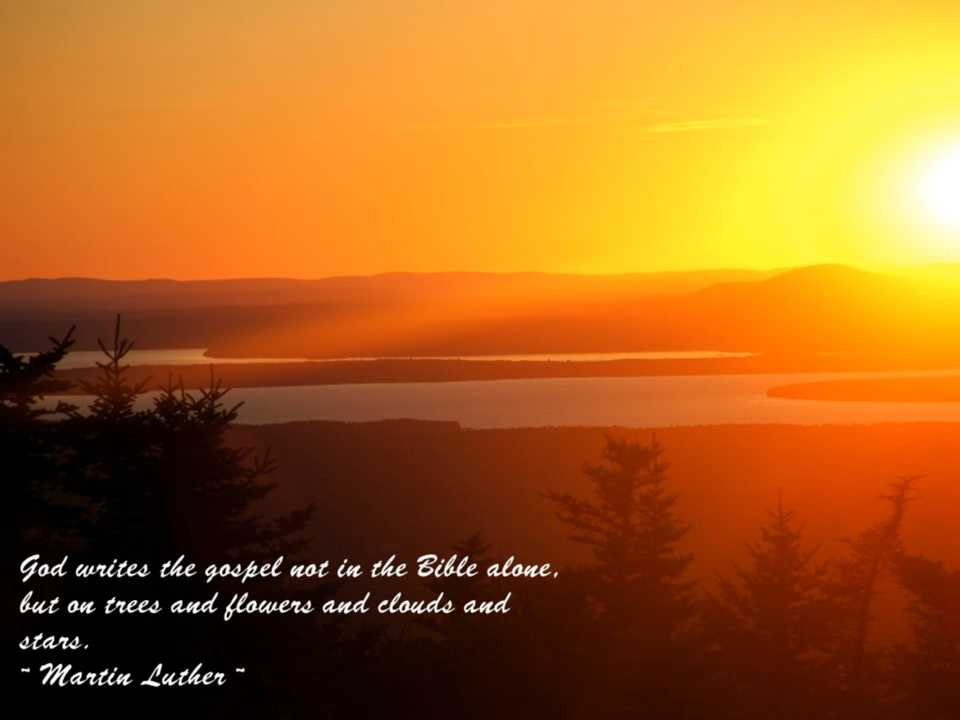 God writes the gospel not in the Bible alone,
but on trees and flowers and clouds and
stars.
~ Martin Luther ~